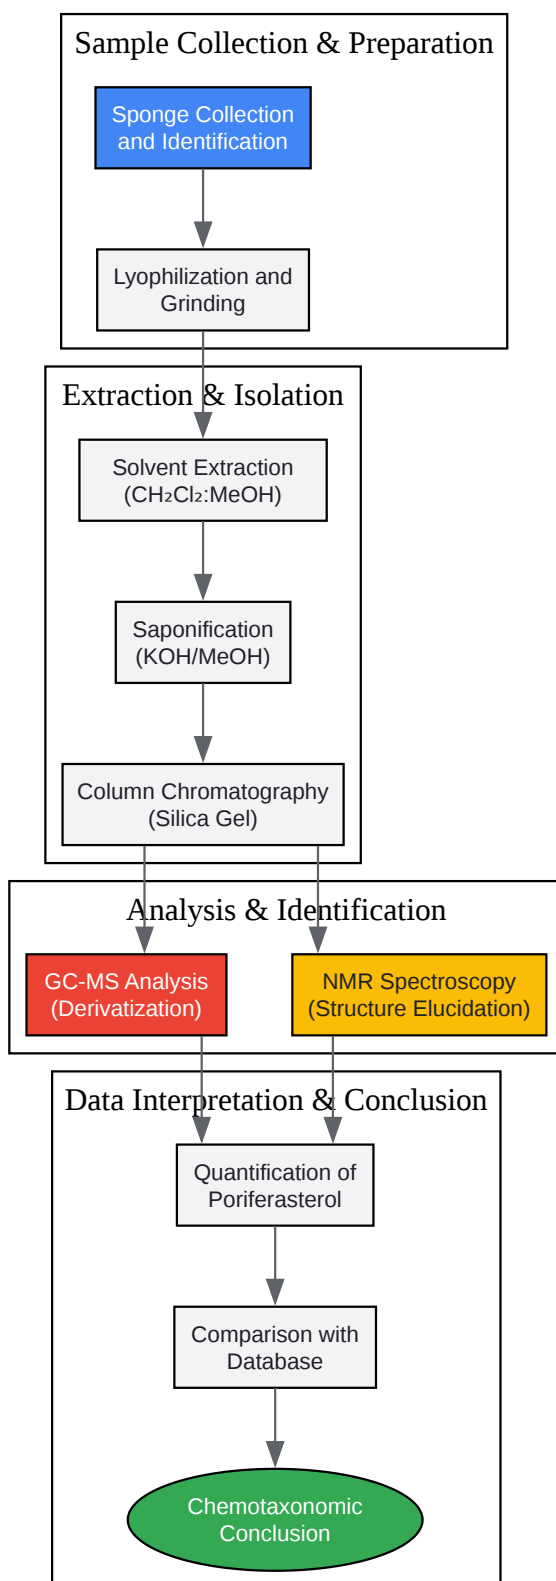 Sample Collection & Preparation
Sponge Collection
and Identification
Lyophilization and
Grinding
Extraction & Isolation
Solvent Extraction
(CH₂Cl₂:MeOH)
Saponification
(KOH/MeOH)
Column Chromatography
(Silica Gel)
Analysis & Identification
GC-MS Analysis
(Derivatization)
NMR Spectroscopy
(Structure Elucidation)
Data Interpretation & Conclusion
Quantification of
Poriferasterol
Comparison with
Database
Chemotaxonomic
Conclusion